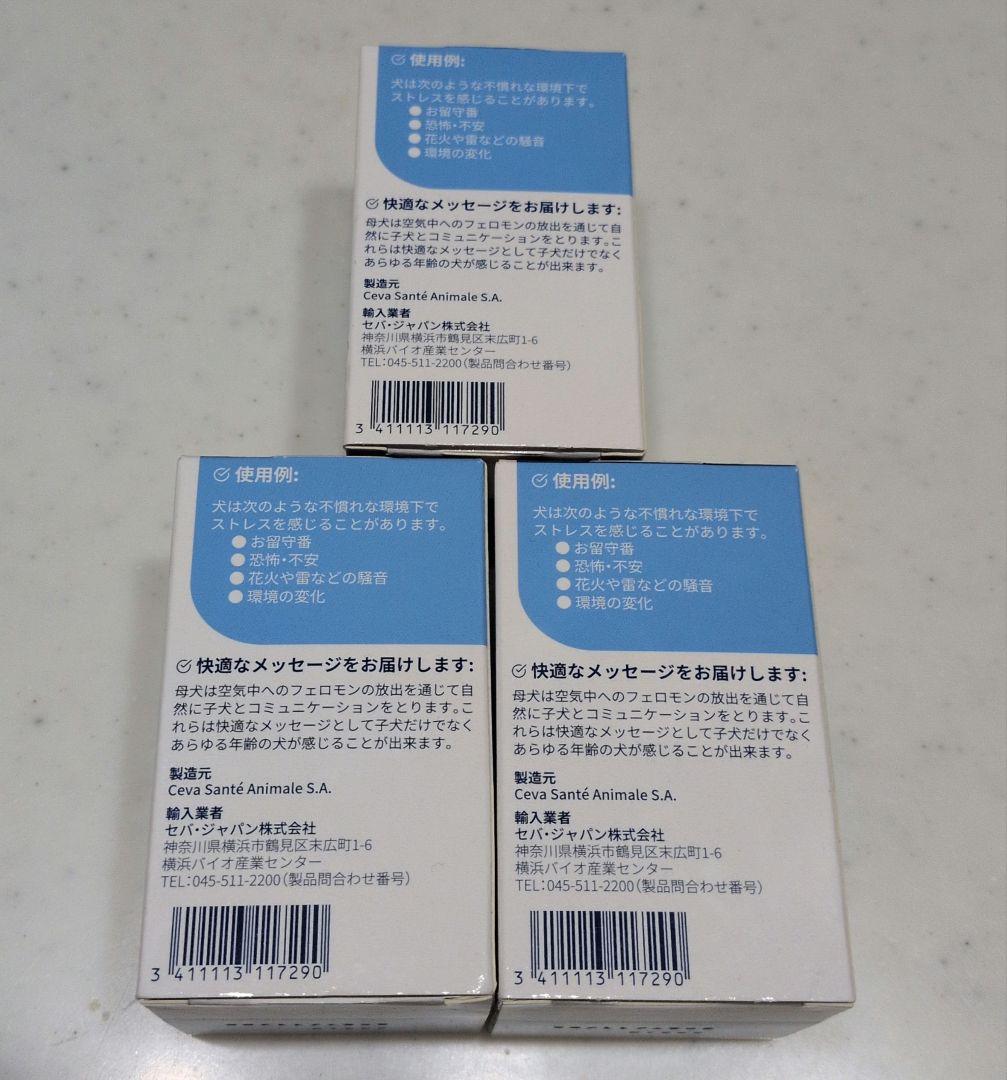 使用例:
犬は次のような不慣れな環境下で
ストレスを感じることがあります。
● お留守番
● 恐怖・不安
● 花火や雷などの騒音
● 環境の変化
快適なメッセージをお届けします:
母犬は空気中へのフェロモンの放出を通じて自
然に子犬とコミュニケーションをとります。こ
れらは快適なメッセージとして子犬だけでなく
あらゆる年齢の犬が感じることが出来ます。
製造元
Ceva Santé Animale S.A.
輸入業者
セバ・ジャパン株式会社
神奈川県横浜市鶴見区末広町1-6
横浜バイオ産業センター
TEL:045-511-2200(製品問合わせ番号)
3 411113 117290
使用例:
犬は次のような不慣れな環境下で
ストレスを感じることがあります。
● お留守番
● 恐怖・不安
● 花火や雷などの騒音
● 環境の変化
快適なメッセージをお届けします:
母犬は空気中へのフェロモンの放出を通じて自
然に子犬とコミュニケーションをとります。こ
れらは快適なメッセージとして子犬だけでなく
あらゆる年齢の犬が感じることが出来ます。
製造元
Ceva Santé Animale S.A.
輸入業者
セバ・ジャパン株式会社
神奈川県横浜市鶴見区末広町1-6
横浜バイオ産業センター
TEL:045-511-2200(製品問合わせ番号)
3 411113 117290
使用例:
犬は次のような不慣れな環境下で
ストレスを感じることがあります。
● お留守番
● 恐怖・不安
● 花火や雷などの騒音
● 環境の変化
快適なメッセージをお届けします:
母犬は空気中へのフェロモンの放出を通じて自
然に子犬とコミュニケーションをとります。こ
れらは快適なメッセージとして子犬だけでなく
あらゆる年齢の犬が感じることが出来ます。
製造元
Ceva Santé Animale S.A.
輸入業者
セバ・ジャパン株式会社
神奈川県横浜市鶴見区末広町1-6
横浜バイオ産業センター
TEL:045-511-2200(製品問合わせ番号)
3 411113 117290